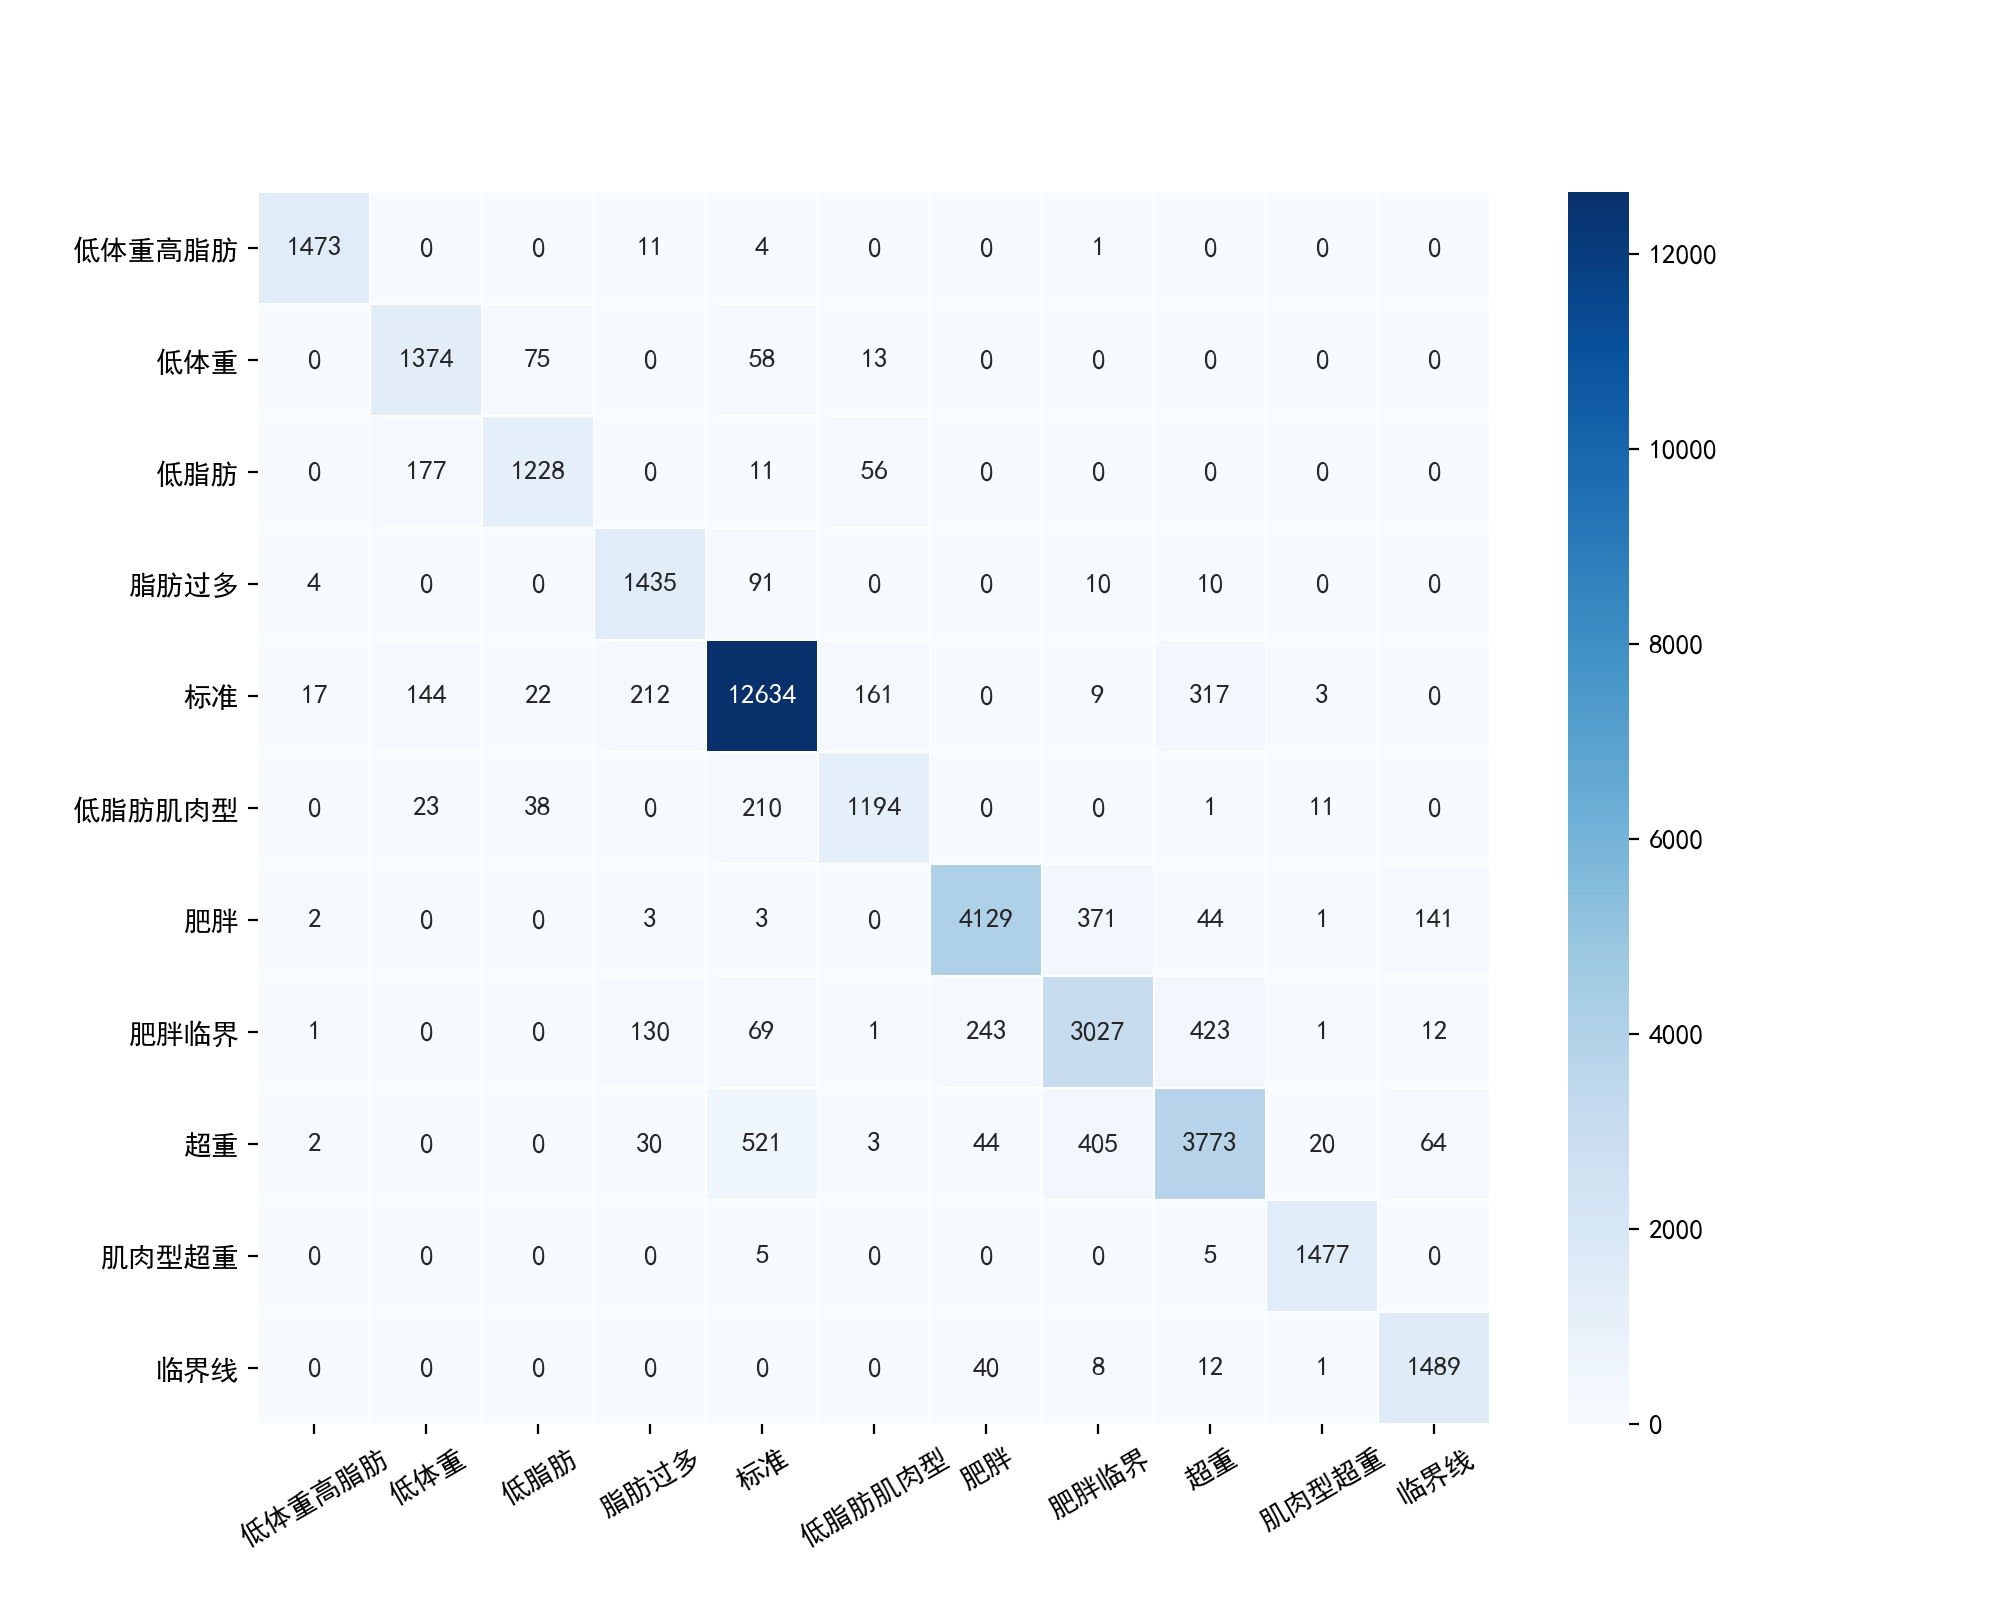 低体重高脂肪 1473 0 0 11 4 0 0 1 0 0 0
低体重 0 1374 75 0 58 13 0 0 0 0 0
低脂肪 0 177 1228 0 11 56 0 0 0 0 0
脂肪过多 4 0 0 1435 91 0 0 10 10 0 0
标准 17 144 22 212 12634 161 0 9 317 3 0
低脂肪肌肉型 0 23 38 0 210 1194 0 0 1 11 0
肥胖 2 0 0 3 3 0 4129 371 44 1 141
肥胖临界 1 0 0 130 69 1 243 3027 423 1 12
超重 2 0 0 30 521 3 44 405 3773 20 64
肌肉型超重 0 0 0 0 5 0 0 0 5 1477 0
临界线 0 0 0 0 0 0 40 8 12 1 1489
低体重高脂肪 低体重 低脂肪 脂肪过多 标准 低脂肪肌肉型 肥胖 肥胖临界 超重 肌肉型超重 临界线
12000
10000
8000
6000
4000
2000
0